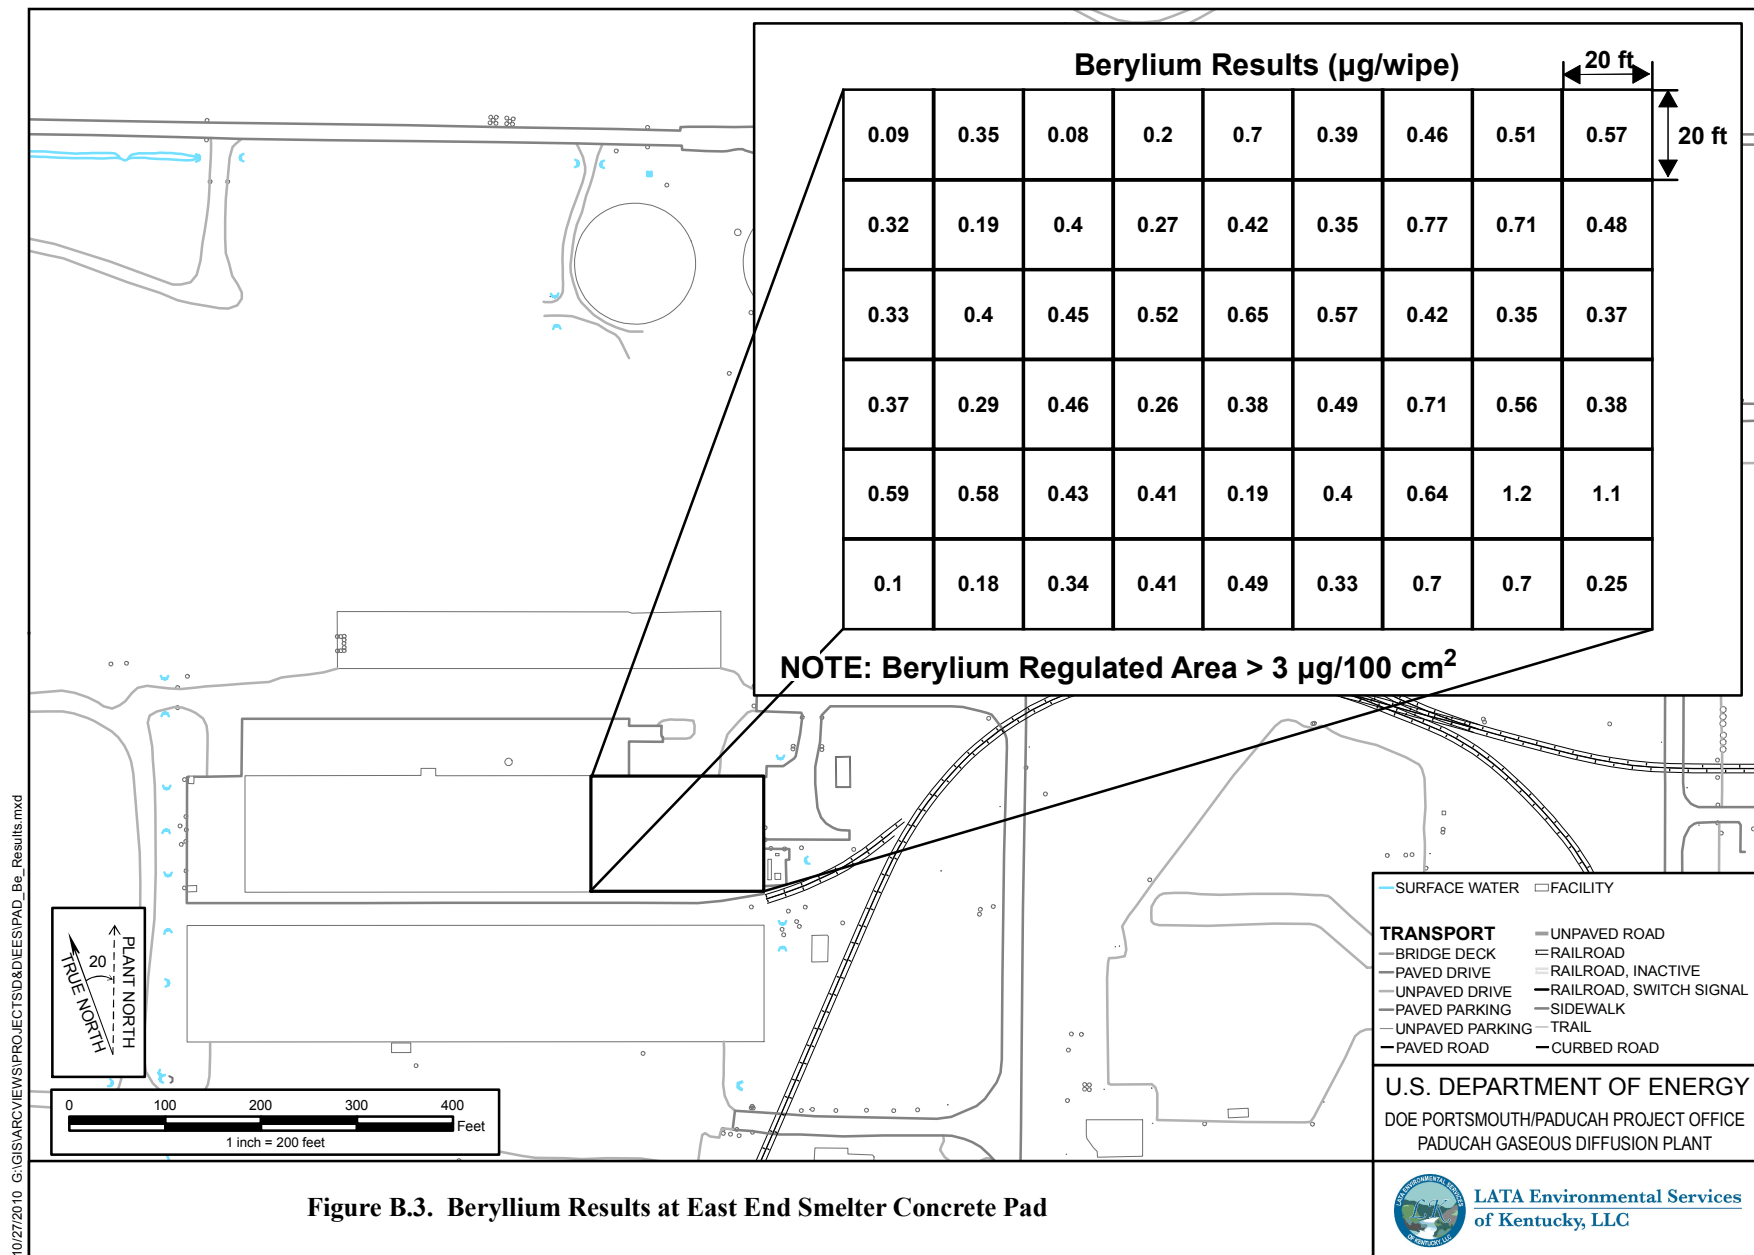 Berylium Results (µg/wipe)
20 ft
20 ft
0.09 0.35 0.08 0.2 0.7 0.39 0.46 0.51 0.57
0.32 0.19 0.4 0.27 0.42 0.35 0.77 0.71 0.48
0.33 0.4 0.45 0.52 0.65 0.57 0.42 0.35 0.37
0.37 0.29 0.46 0.26 0.38 0.49 0.71 0.56 0.38
0.59 0.58 0.43 0.41 0.19 0.4 0.64 1.2 1.1
0.1 0.18 0.34 0.41 0.49 0.33 0.7 0.7 0.25
NOTE: Berylium Regulated Area > 3 µg/100 cm²
SURFACE WATER FACILITY
TRANSPORT
BRIDGE DECK
PAVED DRIVE
UNPAVED DRIVE
PAVED PARKING
UNPAVED PARKING
PAVED ROAD
UNPAVED ROAD
RAILROAD
RAILROAD, INACTIVE
RAILROAD, SWITCH SIGNAL
SIDEWALK
TRAIL
CURBED ROAD
PLANT NORTH
20
TRUE NORTH
0 100 200 300 400
Feet
1 inch = 200 feet
U.S. DEPARTMENT OF ENERGY
DOE PORTSMOUTH/PADUCAH PROJECT OFFICE
PADUCAH GASEOUS DIFFUSION PLANT
Figure B.3. Beryllium Results at East End Smelter Concrete Pad
LATA ENVIRONMENTAL SERVICES
OF KENTUCKY, LLC
LATA Environmental Services
of Kentucky, LLC
10/27/2010 G:\GIS\ARCVIEWS\PROJECTS\D&D\EES\PAD_Be_Results.mxd